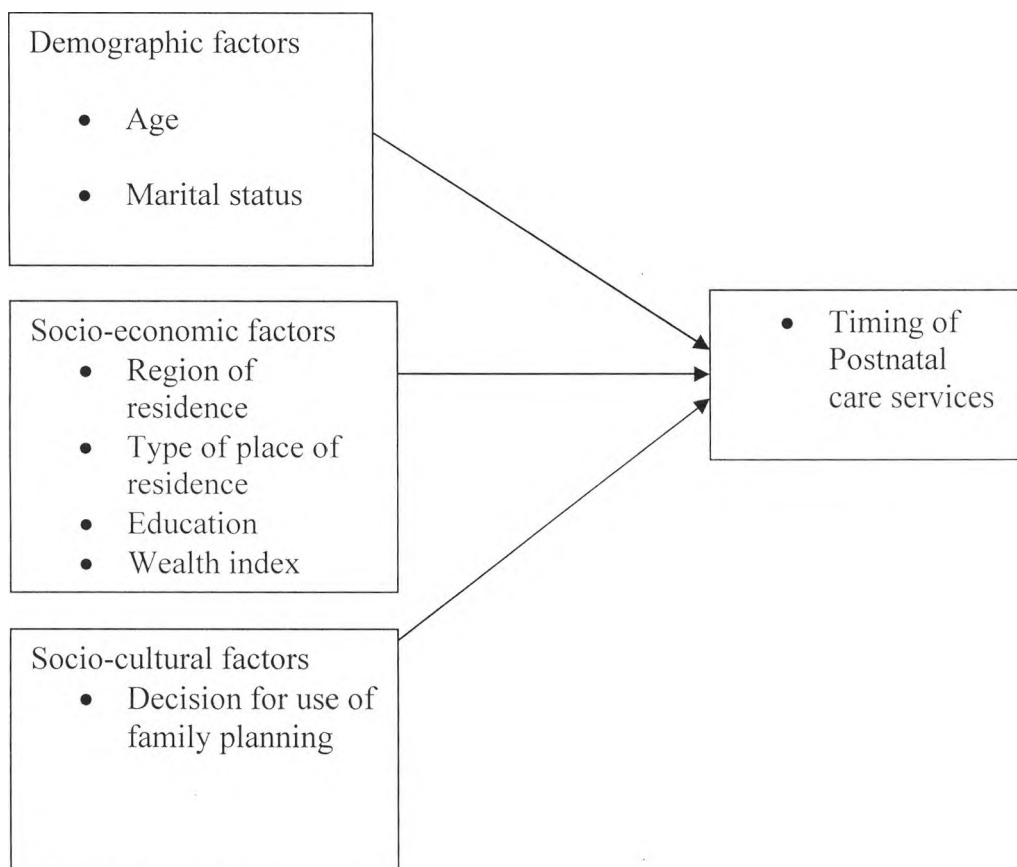 Demographic factors
• Age
• Marital status
Socio-economic factors
• Region of
residence
• Type of place of
residence
• Education
• Wealth index
Socio-cultural factors
• Decision for use of
family planning
• Timing of
Postnatal
care services